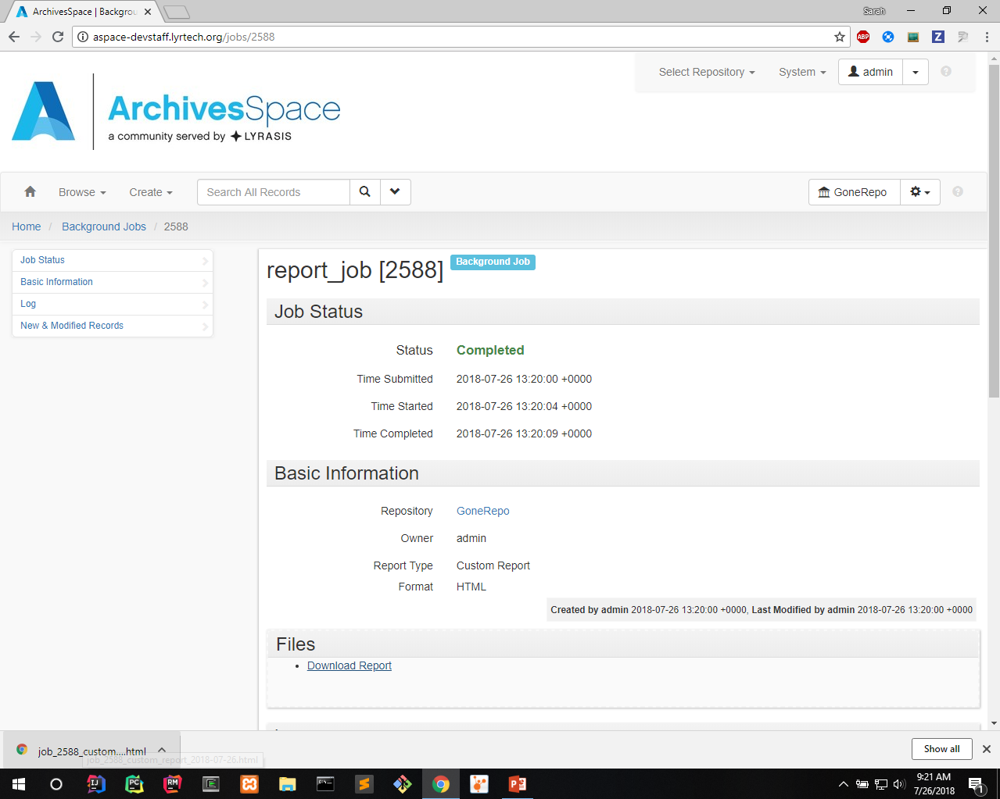 ArchivesSpace | Backgrou
Sarah
aspace-devstaff.lyrtech.org/jobs/2588
ABP
Z
Select Repository
System
admin
ArchivesSpace
a community served by LYRASIS
Home
Browse
Create
Search All Records
GoneRepo
Home / Background Jobs / 2588
Job Status
Basic Information
Log
New & Modified Records
report_job [2588] Background Job
Job Status
Status Completed
Time Submitted 2018-07-26 13:20:00 +0000
Time Started 2018-07-26 13:20:04 +0000
Time Completed 2018-07-26 13:20:09 +0000
Basic Information
Repository GoneRepo
Owner admin
Report Type Custom Report
Format HTML
Created by admin 2018-07-26 13:20:00 +0000, Last Modified by admin 2018-07-26 13:20:00 +0000
Files
Download Report
job_2588_custom....html
job_2588_custom_report_2018-07-26.html
Show all
IJ
PC
RM
9:21 AM
7/26/2018
1